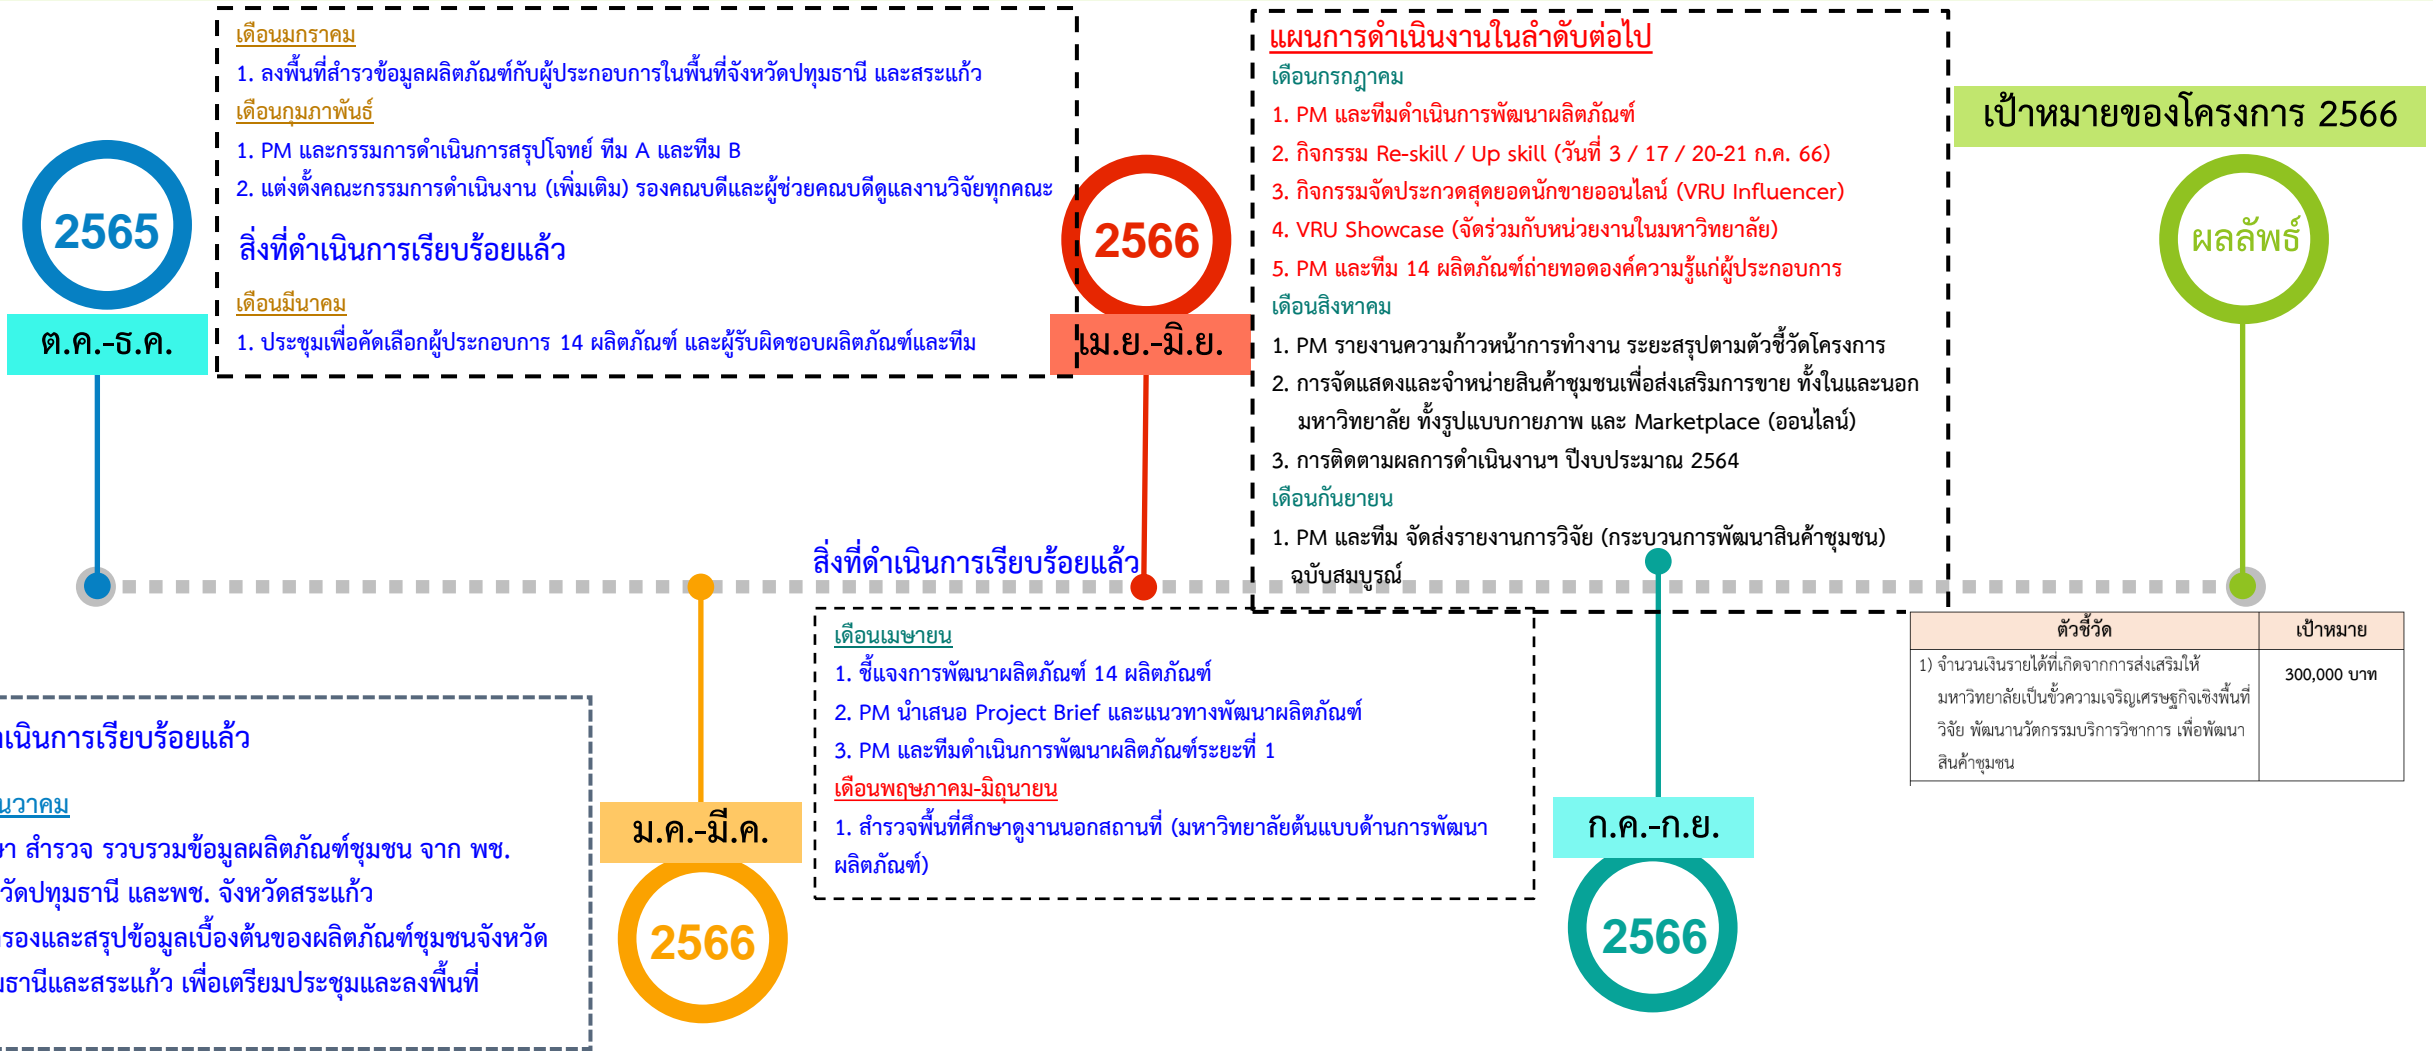 เดือนมกราคม
1. ลงพื้นที่สำรวข้อมูลผลิตภัณฑ์กับผู้ประกอบการในพื้นที่จังหวัดปทุมธานี และสระแก้ว
เดือนกุมภาพันธ์
1. PM และกรรมการดำเนินการสรุปโจทย์ ทีม A และทีม B
2. แต่งตั้งคณะกรรมการดำเนินงาน (เพิ่มเติม) รองคณบดีและผู้ช่วยคณบดีดูแลงานวิจัยทุกคณะ
สิ่งที่ดำเนินการเรียบร้อยแล้ว
เดือนมีนาคม
1. ประชุมเพื่อคัดเลือกผู้ประกอบการ 14 ผลิตภัณฑ์ และผู้รับผิดชอบผลิตภัณฑ์และทีม
2565
ต.ค.-ธ.ค.
2566
เม.ย.-มิ.ย.
แผนการดำเนินงานในลำดับต่อไป
เดือนกรกฎาคม
1. PM และทีมดำเนินการพัฒนาผลิตภัณฑ์
2. กิจกรรม Re-skill / Up skill (วันที่ 3 / 17 / 20-21 ก.ค. 66)
3. กิจกรรมจัดประกวดสุดยอดนักขายออนไลน์ (VRU Influencer)
4. VRU Showcase (จัดร่วมกับหน่วยงานในมหาวิทยาลัย)
5. PM และทีม 14 ผลิตภัณฑ์ถ่ายทอดองค์ความรู้แก่ผู้ประกอบการ
เดือนสิงหาคม
1. PM รายงานความก้าวหน้าการทำงาน ระยะสรุปตามตัวชี้วัดโครงการ
2. การจัดแสดงและจำหน่ายสินค้าชุมชนเพื่อส่งเสริมการขาย ทั้งในและนอก
มหาวิทยาลัย ทั้งรูปแบบกายภาพ และ Marketplace (ออนไลน์)
3. การติดตามผลการดำเนินงานฯ ปีงบประมาณ 2564
เดือนกันยายน
1. PM และทีม จัดส่งรายงานการวิจัย (กระบวนการพัฒนาสินค้าชุมชน)
ฉบับสมบูรณ์
เป้าหมายของโครงการ 2566
ผลลัพธ์
ตัวชี้วัด เป้าหมาย
1) จำนวนเงินรายได้ที่เกิดจากการส่งเสริมให้ 300,000 บาท
มหาวิทยาลัยเป็นขั้วความเจริญเศรษฐกิจเชิงพื้นที่
วิจัย พัฒนานวัตกรรมบริการวิชาการ เพื่อพัฒนา
สินค้าชุมชน
สิ่งที่ดำเนินการเรียบร้อยแล้ว
เดือนเมษายน
1. ชี้แจงการพัฒนาผลิตภัณฑ์ 14 ผลิตภัณฑ์
2. PM นำเสนอ Project Brief และแนวทางพัฒนาผลิตภัณฑ์
3. PM และทีมดำเนินการพัฒนาผลิตภัณฑ์ระยะที่ 1
เดือนพฤษภาคม-มิถุนายน
1. สำรวจพื้นที่ศึกษาดูงานนอกสถานที่ (มหาวิทยาลัยต้นแบบด้านการพัฒนา
ผลิตภัณฑ์)
เนินการเรียบร้อยแล้ว
นวาคม
ษา สำรวจ รวบรวมข้อมูลผลิตภัณฑ์ชุมชน จาก พช.
วัดปทุมธานี และพช. จังหวัดสระแก้ว
รองและสรุปข้อมูลเบื้องต้นของผลิตภัณฑ์ชุมชนจังหวัด
มธานีและสระแก้ว เพื่อเตรียมประชุมและลงพื้นที่
ม.ค.-มี.ค.
2566
ก.ค.-ก.ย.
2566